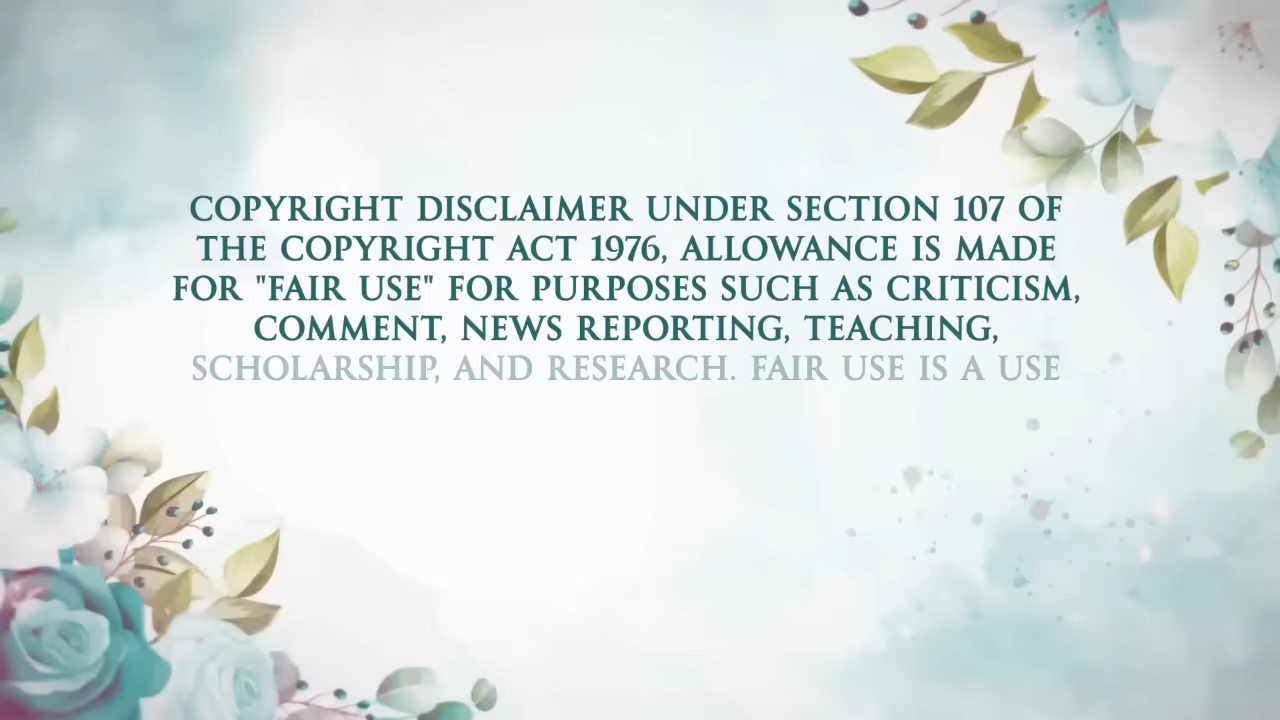 COPYRIGHT DISCLAIMER UNDER SECTION 107 OF
THE COPYRIGHT ACT 1976, ALLOWANCE IS MADE
FOR "FAIR USE" FOR PURPOSES SUCH AS CRITICISM,
COMMENT, NEWS REPORTING, TEACHING,
SCHOLARSHIP, AND RESEARCH. FAIR USE IS A USE